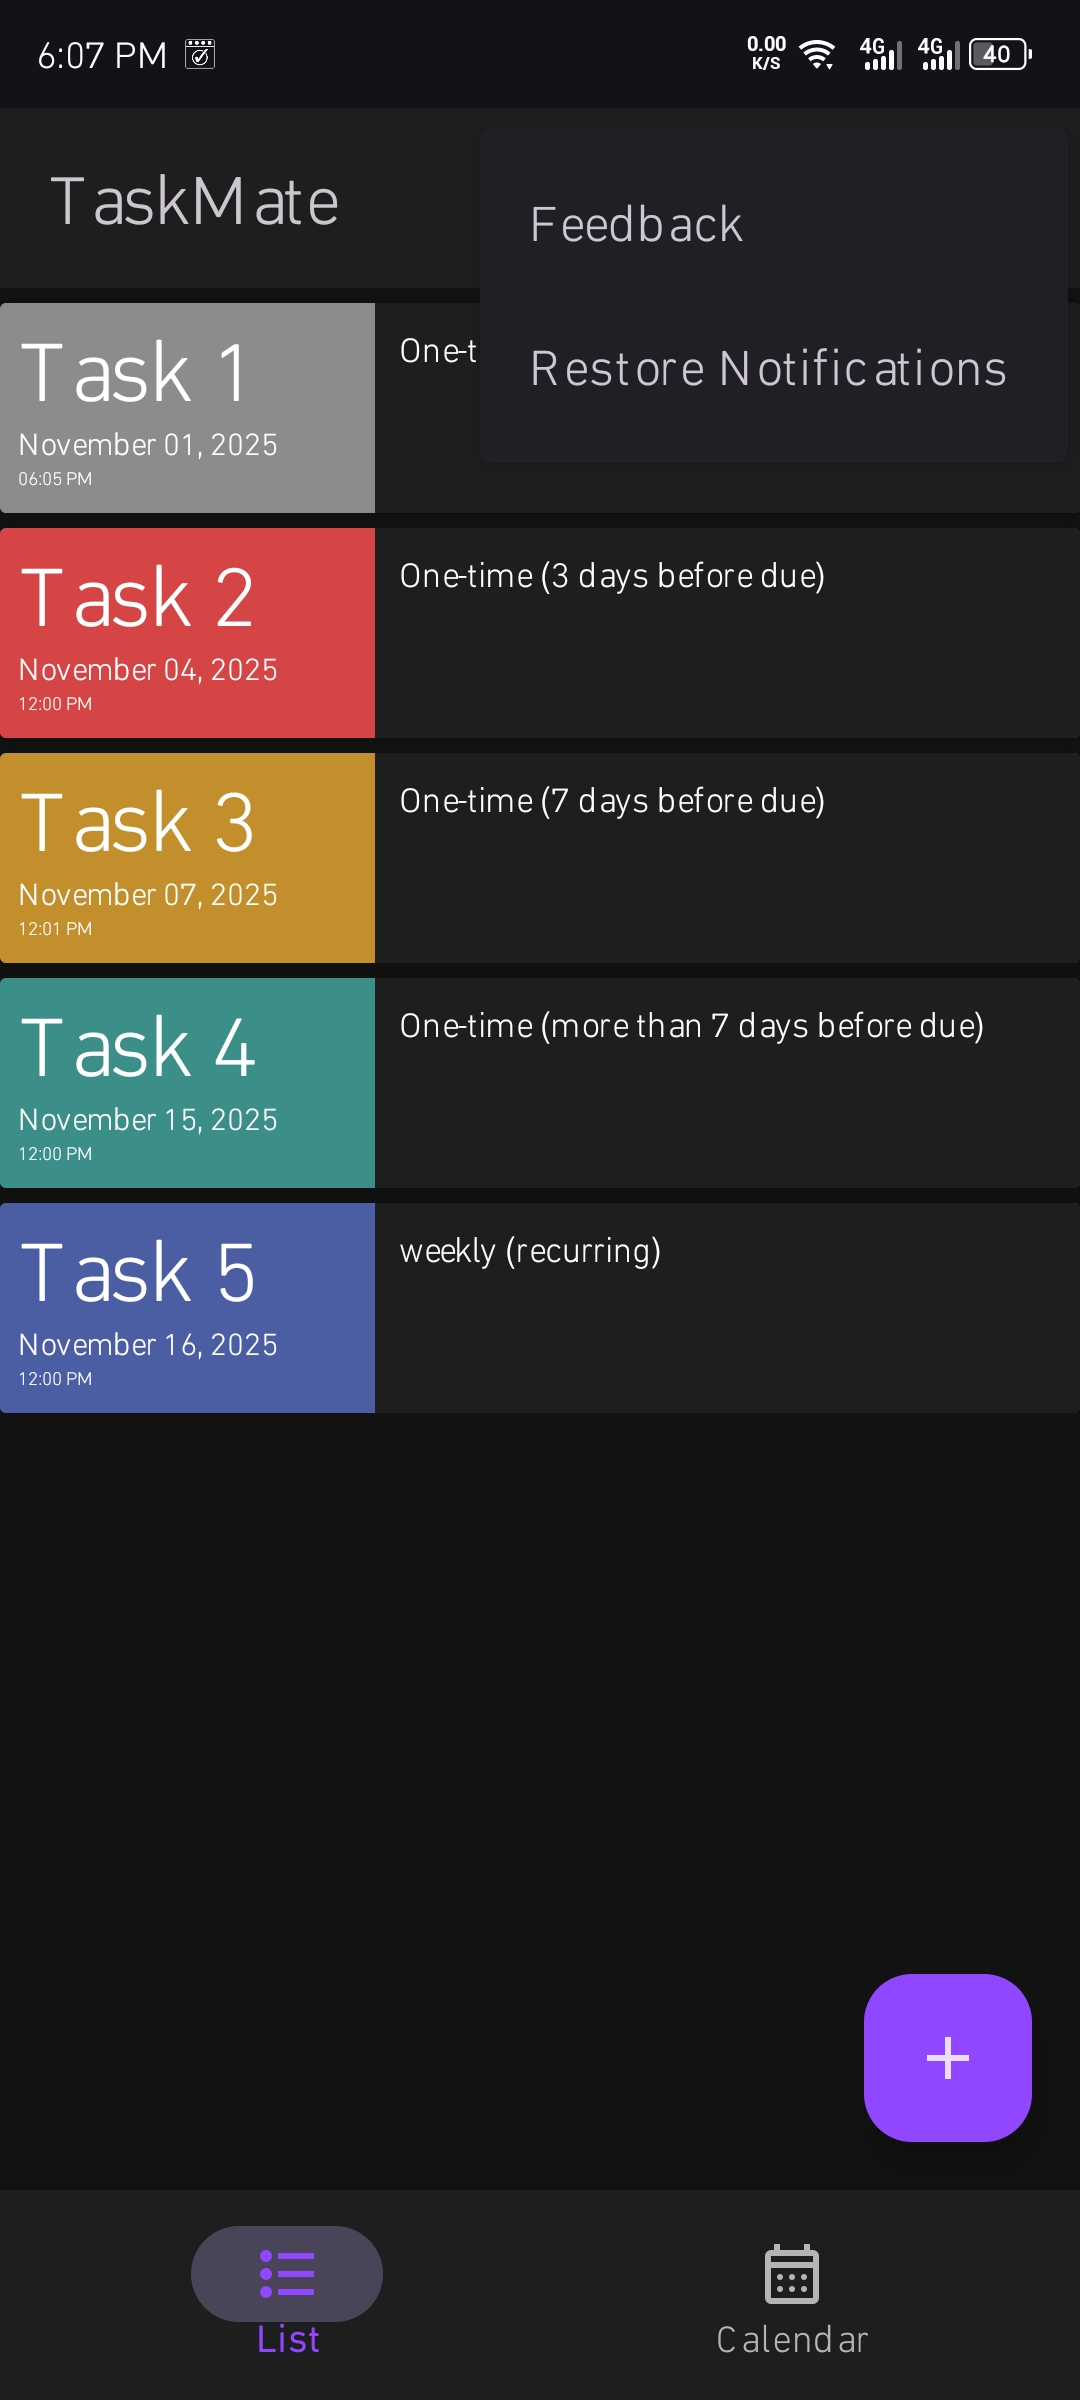 6:07 PM
0.00 K/S 4G 4G 40
TaskMate
Feedback
Restore Notifications
Task 1
November 01, 2025
06:05 PM
One-t
Task 2
November 04, 2025
12:00 PM
One-time (3 days before due)
Task 3
November 07, 2025
12:01 PM
One-time (7 days before due)
Task 4
November 15, 2025
12:00 PM
One-time (more than 7 days before due)
Task 5
November 16, 2025
12:00 PM
weekly (recurring)
List
Calendar